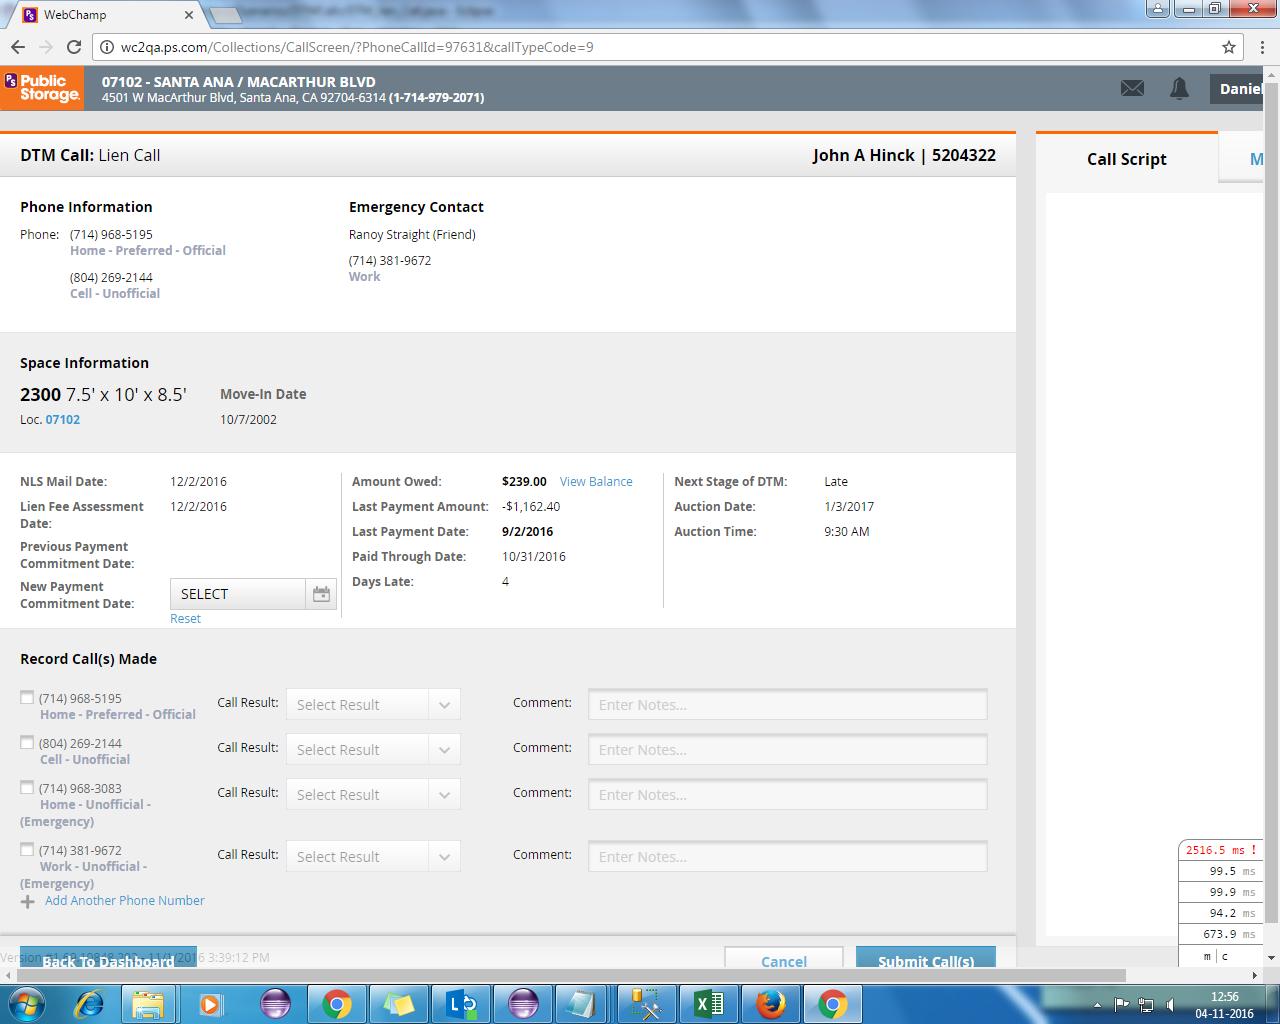 WebChamp
wc2qa.ps.com/Collections/CallScreen/?PhoneCallId=97631&callTypeCode=9
PS Public Storage.
07102 - SANTA ANA / MACARTHUR BLVD
4501 W MacArthur Blvd, Santa Ana, CA 92704-6314 (1-714-979-2071)
Daniel
DTM Call: Lien Call
John A Hinck | 5204322
Call Script
M
Phone Information
Phone: (714) 968-5195
Home - Preferred - Official
(804) 269-2144
Cell - Unofficial
Emergency Contact
Ranoy Straight (Friend)
(714) 381-9672
Work
Space Information
2300 7.5' x 10' x 8.5'
Loc. 07102
Move-In Date
10/7/2002
NLS Mail Date: 12/2/2016
Lien Fee Assessment Date: 12/2/2016
Previous Payment
Commitment Date:
New Payment
Commitment Date:
SELECT
Reset
Amount Owed: $239.00 View Balance
Last Payment Amount: -$1,162.40
Last Payment Date: 9/2/2016
Paid Through Date: 10/31/2016
Days Late: 4
Next Stage of DTM: Late
Auction Date: 1/3/2017
Auction Time: 9:30 AM
Record Call(s) Made
(714) 968-5195 Call Result: Select Result Comment: Enter Notes...
Home - Preferred - Official
(804) 269-2144 Call Result: Select Result Comment: Enter Notes...
Cell - Unofficial
(714) 968-3083 Call Result: Select Result Comment: Enter Notes...
Home - Unofficial -
(Emergency)
(714) 381-9672 Call Result: Select Result Comment: Enter Notes...
Work - Unofficial -
(Emergency)
Add Another Phone Number
2516.5 ms !
99.5 ms
99.9 ms
94.2 ms
673.9 ms
m | c
Back To Dashboard
3:39:12 PM
Cancel
Submit Call(s)
12:56
04-11-2016